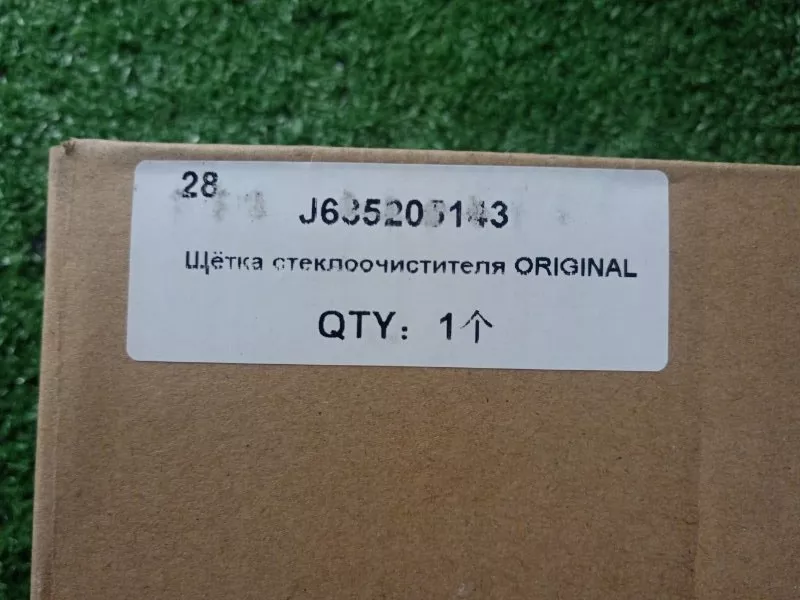 28
J635205143
Щётка стеклоочистителя ORIGINAL
QTY: 1个